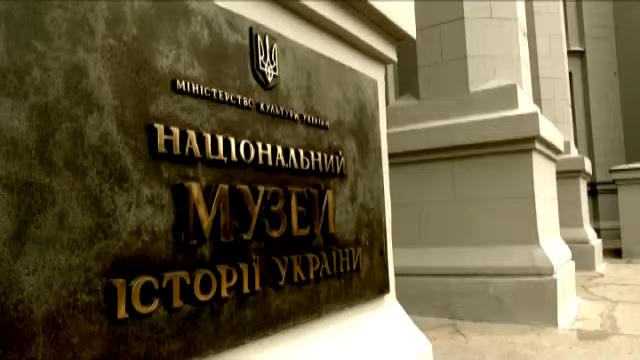 МІНІСТЕРСТВО КУЛЬТУРИ УКРАЇНИ
НАЦІОНАЛЬНИЙ
МУЗЕЙ
ІСТОРІЇ УКРАЇНИ